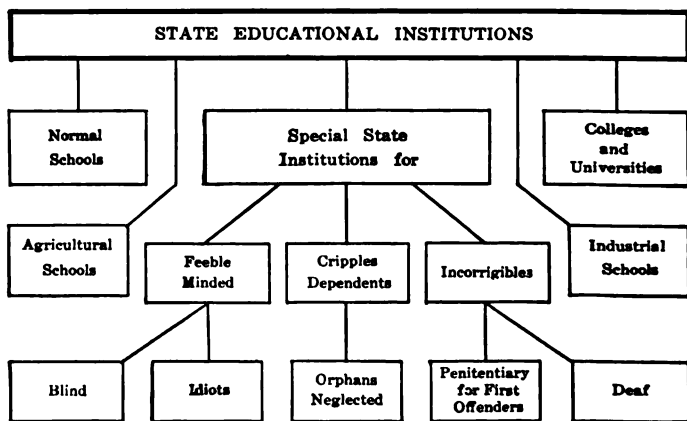 STATE EDUCATIONAL INSTITUTIONS
Normal
Schools
Special State
Institutions for
Colleges
and
Universities
Agricultural
Schools
Feeble
Minded
Cripples
Dependents
Incorrigibles
Industrial
Schools
Blind
Idiots
Orphans
Neglected
Penitentiary
for First
Offenders
Deaf